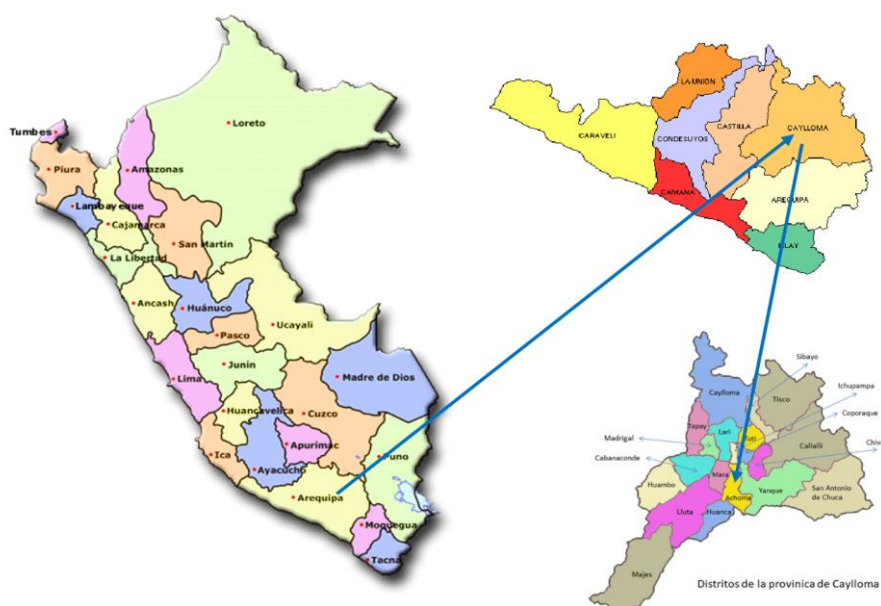 Loreto
Tumbes
Piura
Amazonas
Lambayeque
Cajamarca
San Martin
La Libertad
Ancash
Huánuco
Ucayali
Pasco
Junín
Lima
Madre de Dios
Huancavelica
Cuzco
Apurímac
Ica
Ayacucho
Puno
Arequipa
Moquegua
Tacna
LA UNION
CARAVELI
CONDESUYOS
CASTILLA
CAYLLOMA
CAMANA
AREQUIPA
ISLAY
Sibayo
Caylloma
Ichupampa
Tisco
Coporaque
Tapay
Lari
Tuti
Madrigal
Callalli
Chiv
Cabanaconde
Maca
Huambo
Achoma
Yanque
San Antonio
de Chuca
Lluta
Huanca
Majes
Distritos de la provinica de Caylloma